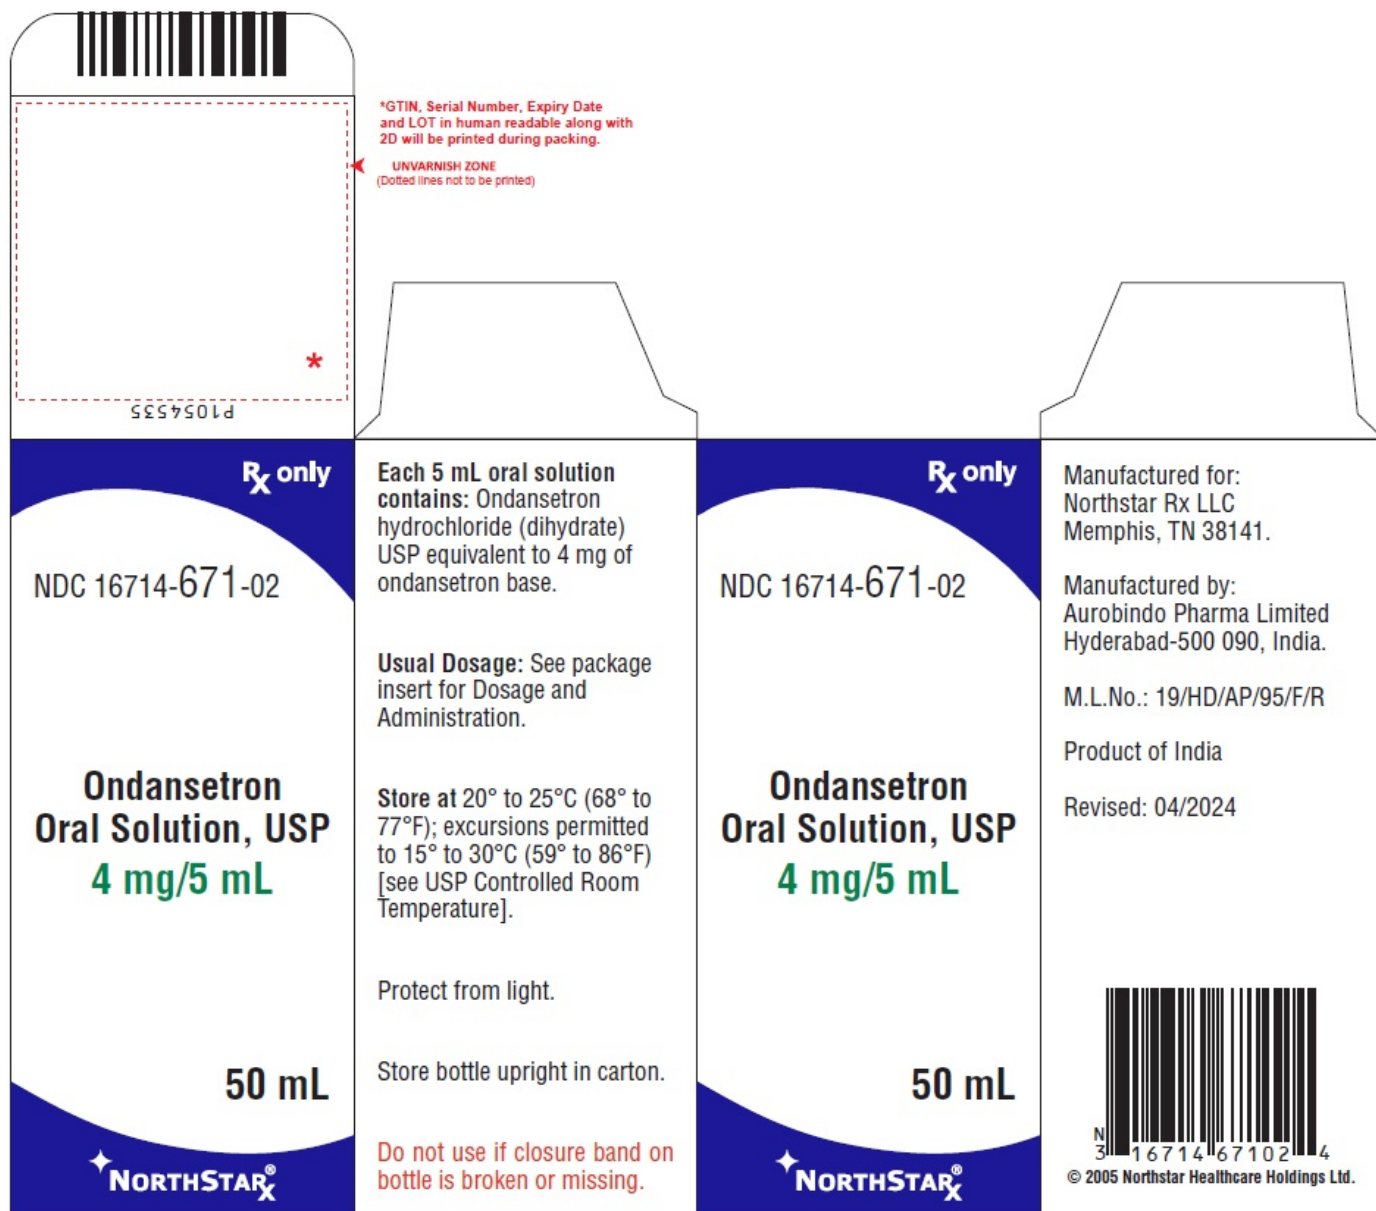 *GTIN, Serial Number, Expiry Date
and LOT in human readable along with
2D will be printed during packing.
UNVARNISH ZONE
(Dotted lines not to be printed)
*
P1054535
Rx only
NDC 16714-671-02
Ondansetron
Oral Solution, USP
4 mg/5 mL
50 mL
NORTHSTARx®
Each 5 mL oral solution
contains: Ondansetron
hydrochloride (dihydrate)
USP equivalent to 4 mg of
ondansetron base.
Usual Dosage: See package
insert for Dosage and
Administration.
Store at 20° to 25°C (68° to
77°F); excursions permitted
to 15° to 30°C (59° to 86°F)
[see USP Controlled Room
Temperature].
Protect from light.
Store bottle upright in carton.
Do not use if closure band on
bottle is broken or missing.
Rx only
NDC 16714-671-02
Ondansetron
Oral Solution, USP
4 mg/5 mL
50 mL
NORTHSTARx®
Manufactured for:
Northstar Rx LLC
Memphis, TN 38141.
Manufactured by:
Aurobindo Pharma Limited
Hyderabad-500 090, India.
M.L.No.: 19/HD/AP/95/F/R
Product of India
Revised: 04/2024
N
3 16714 67102 4
© 2005 Northstar Healthcare Holdings Ltd.